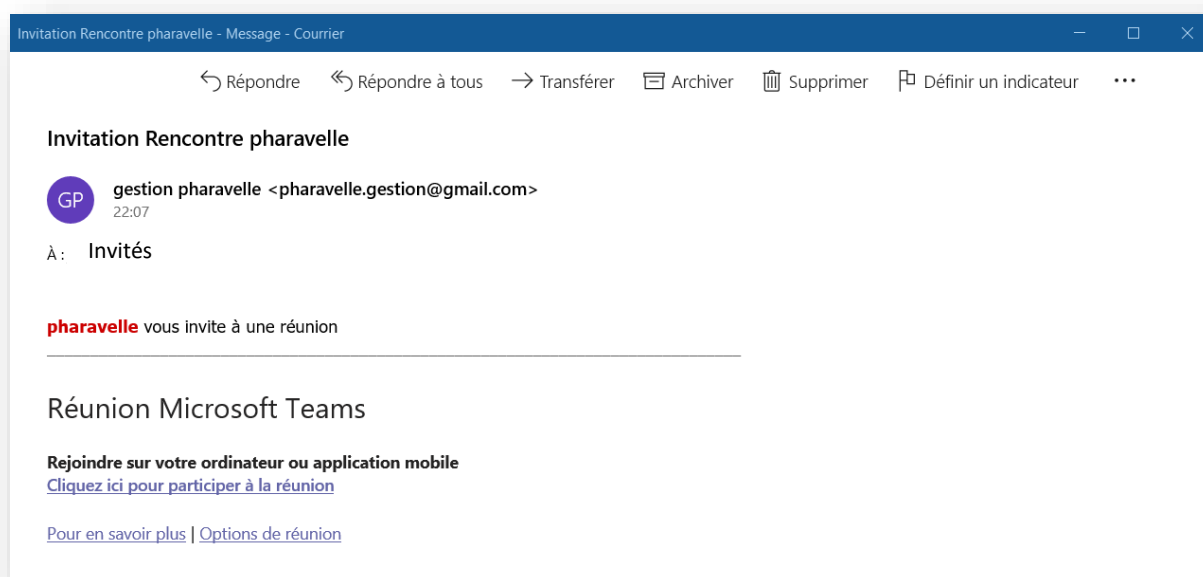 Invitation Rencontre pharavelle - Message - Courrier
Répondre Répondre à tous Transférer Archiver Supprimer Définir un indicateur
Invitation Rencontre pharavelle
GP
gestion pharavelle <pharavelle.gestion@gmail.com>
22:07
À : Invités
pharavelle vous invite à une réunion
Réunion Microsoft Teams
Rejoindre sur votre ordinateur ou application mobile
Cliquez ici pour participer à la réunion
Pour en savoir plus | Options de réunion